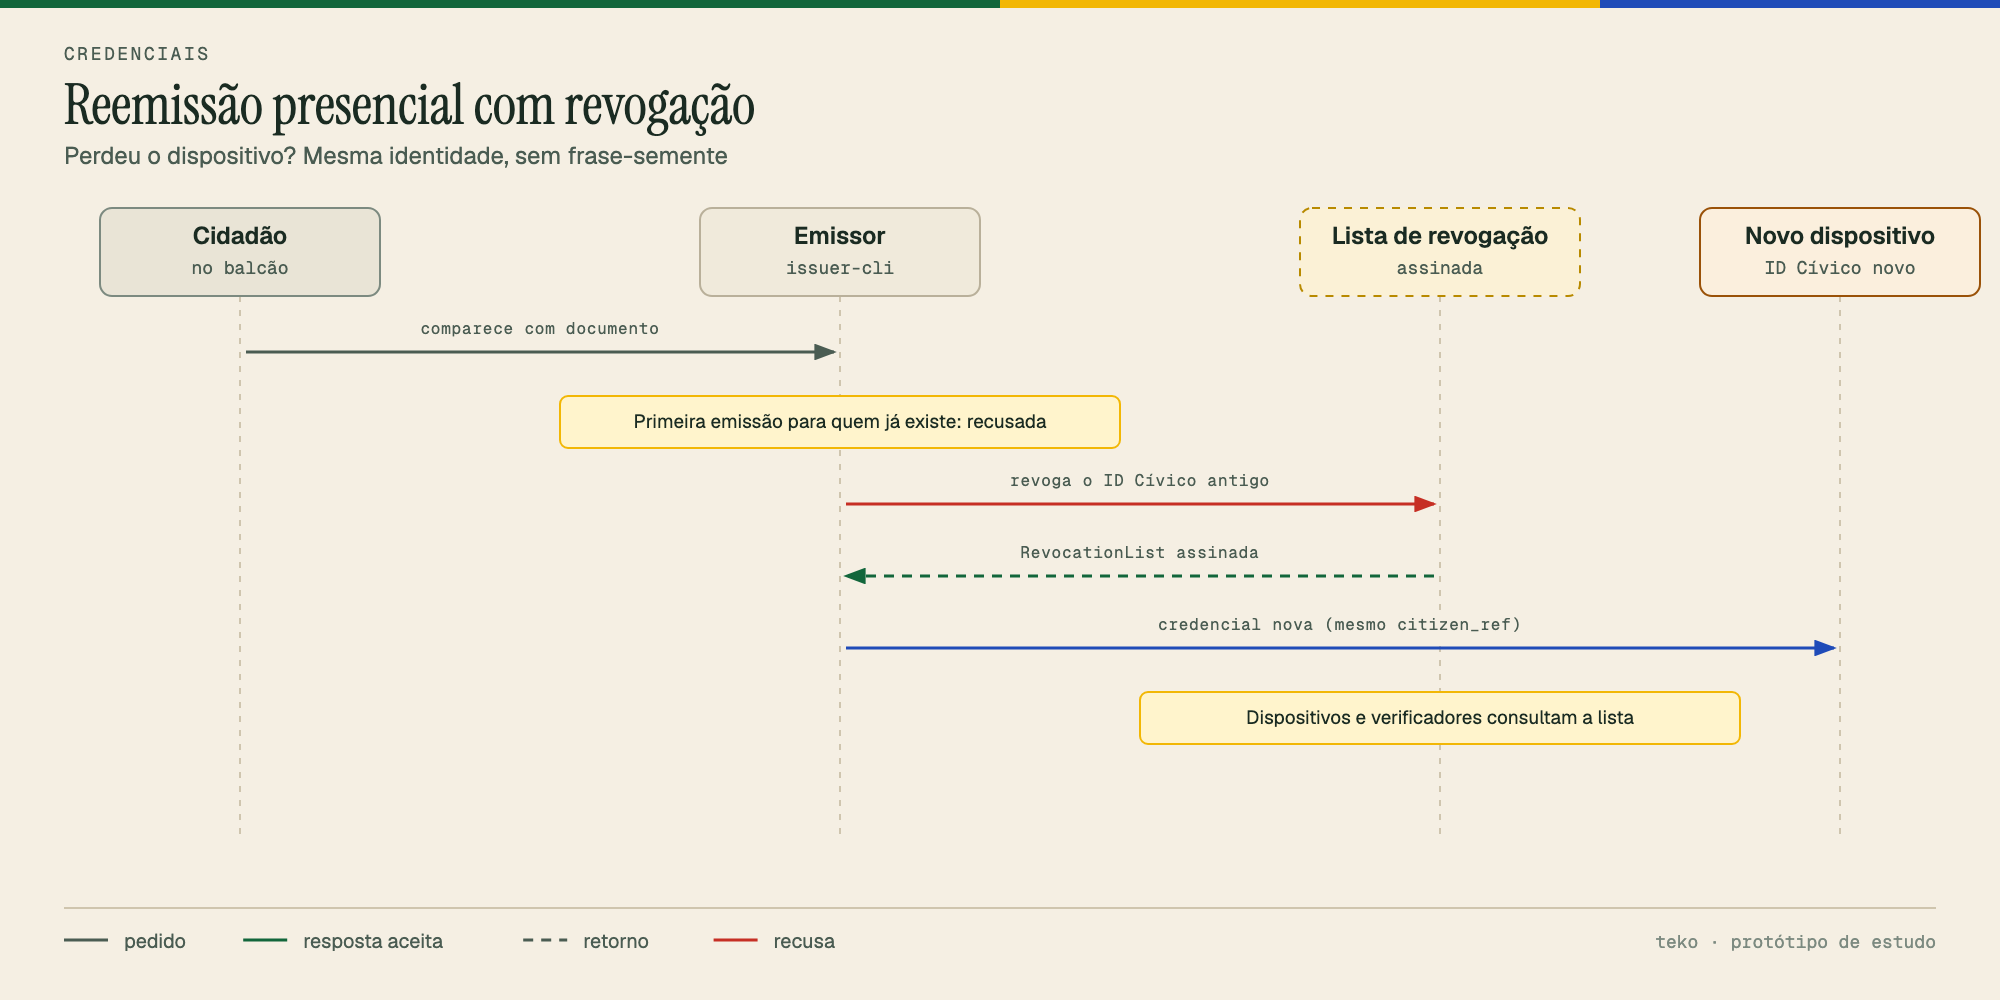 CREDENCIAIS
Reemissão presencial com revogação
Perdeu o dispositivo? Mesma identidade, sem frase-semente
Cidadão
no balcão
Emissor
issuer-cli
Lista de revogação
assinada
Novo dispositivo
ID Cívico novo
comparece com documento
Primeira emissão para quem já existe: recusada
revoga o ID Cívico antigo
RevocationList assinada
credencial nova (mesmo citizen_ref)
Dispositivos e verificadores consultam a lista
pedido
resposta aceita
retorno
recusa
teko · protótipo de estudo